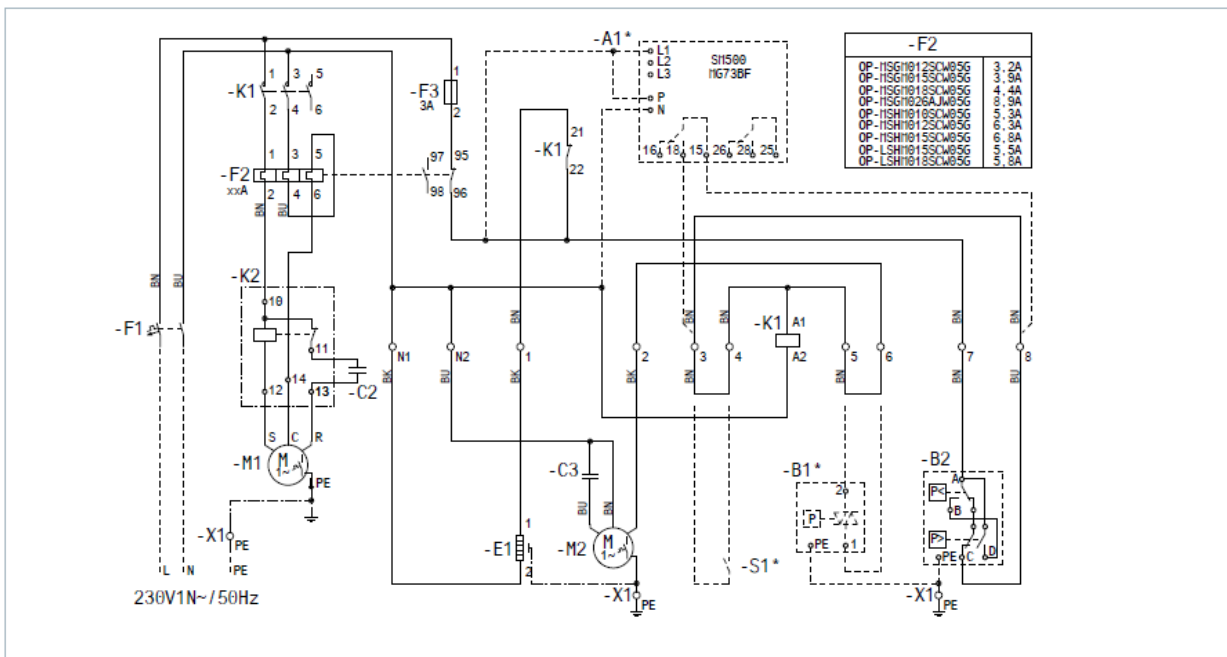 -A1*
L1
L2
L3
P
N
SM500
MG73BF
16 18 15 26 28 25
-F2
OP-MSGM012SCW05G 3.2A
OP-MSGM015SCW05G 3.9A
OP-MSGM018SCW05G 4.4A
OP-MSGM026AJW05G 8.9A
OP-MSHM010SCW05G 5.3A
OP-MSHM012SCW05G 6.3A
OP-MSHM015SCW05G 6.8A
OP-LSHM015SCW05G 5.5A
OP-LSHM018SCW05G 5.8A
1 3 5
-K1
2 4 6
1
-F3
3A
2
1 3 5
-F2
xxA
2 4 6
BN BU
97 95
98 96
21
-K1
22
BN BU
-F1
-K2
10
11
12 14 13
-C2
S C R
-M1
M
1~
PE
-X1
PE
L N PE
230V1N~/50Hz
N1 N2 1 2 3 4 5 6 7 8
BN BN BN BN BN BN
BK BU BK BK BU
-K1 A1
A2
-C3
BU BN
-M2
M
1~
1
-E1
2
-X1
PE
-S1*
-B1*
2
P
PE 1
-B2
A
P<
B
P>
PE C D
-X1
PE